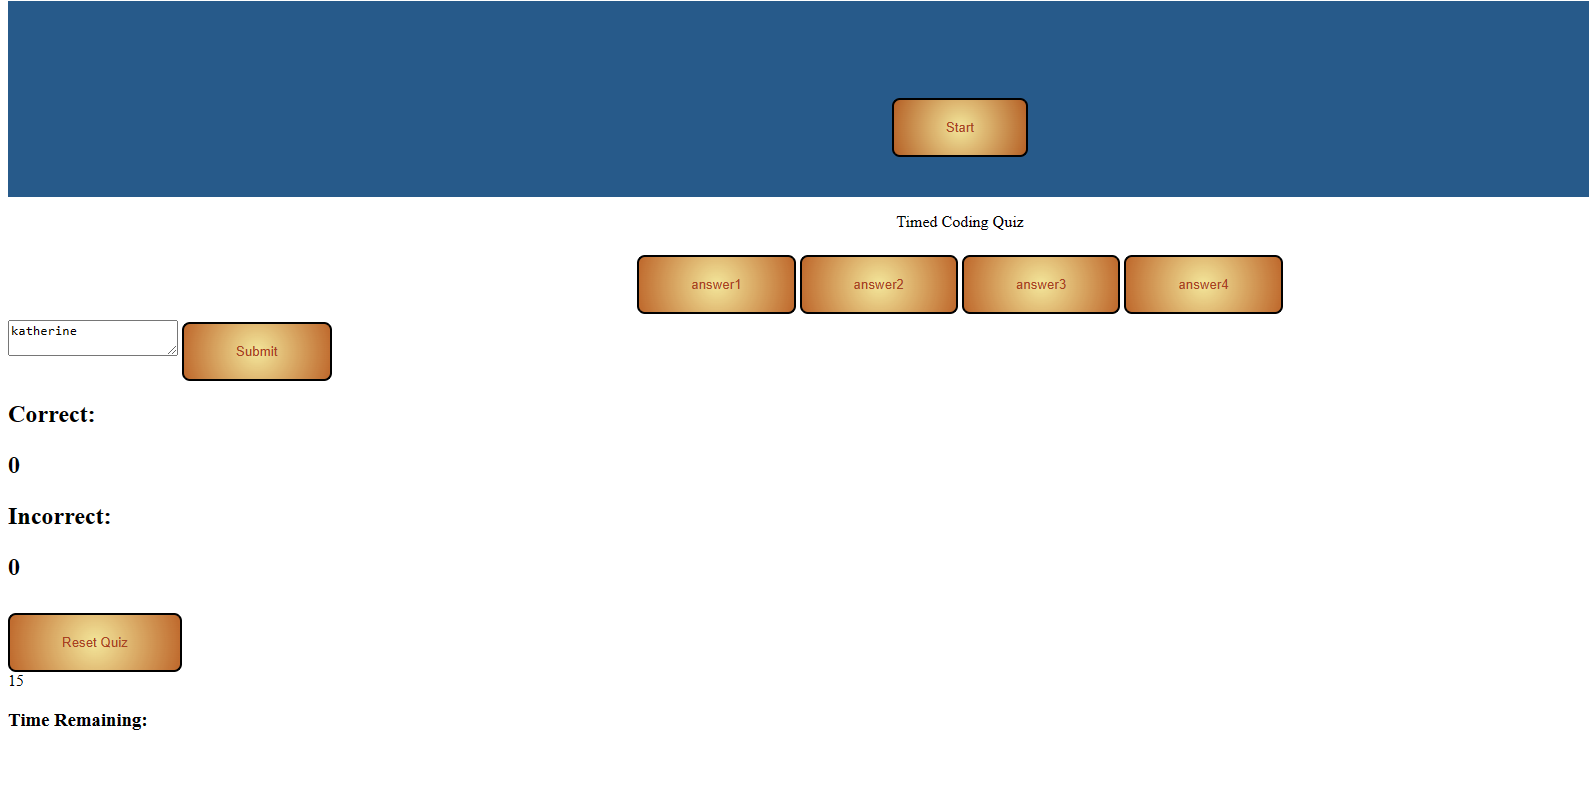 Start
Timed Coding Quiz
answer1 answer2 answer3 answer4
katherine Submit
Correct:
0
Incorrect:
0
Reset Quiz
15
Time Remaining: